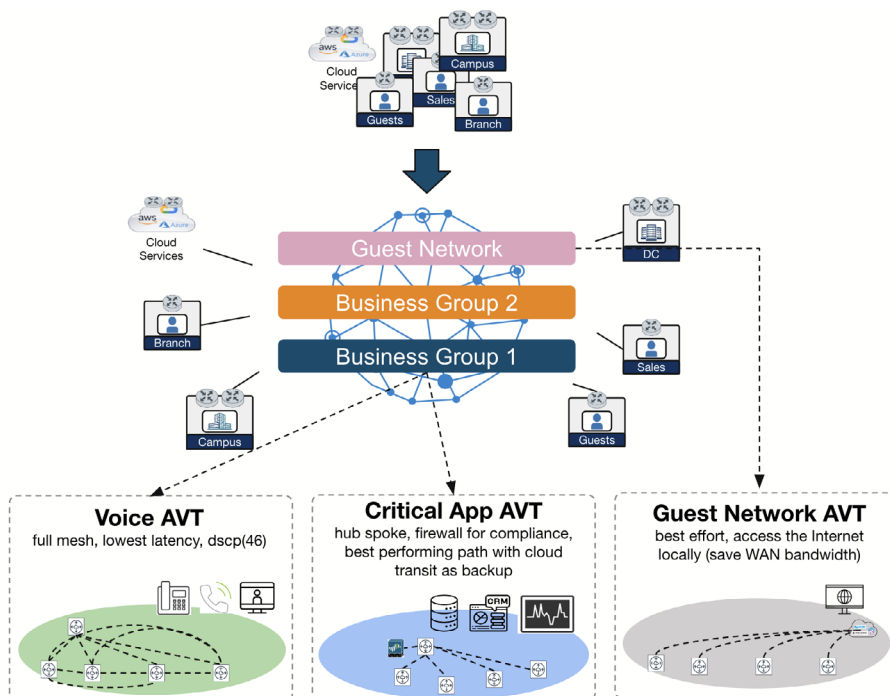 aws
Azure
Cloud
Service
Campus
Sales
Guests
Branch
aws
Azure
Cloud
Services
Guest Network
DC
Business Group 2
Branch
Business Group 1
Sales
Campus
Guests
Voice AVT
full mesh, lowest latency, dscp(46)
Critical App AVT
hub spoke, firewall for compliance,
best performing path with cloud
transit as backup
CRM
Guest Network AVT
best effort, access the Internet
locally (save WAN bandwidth)